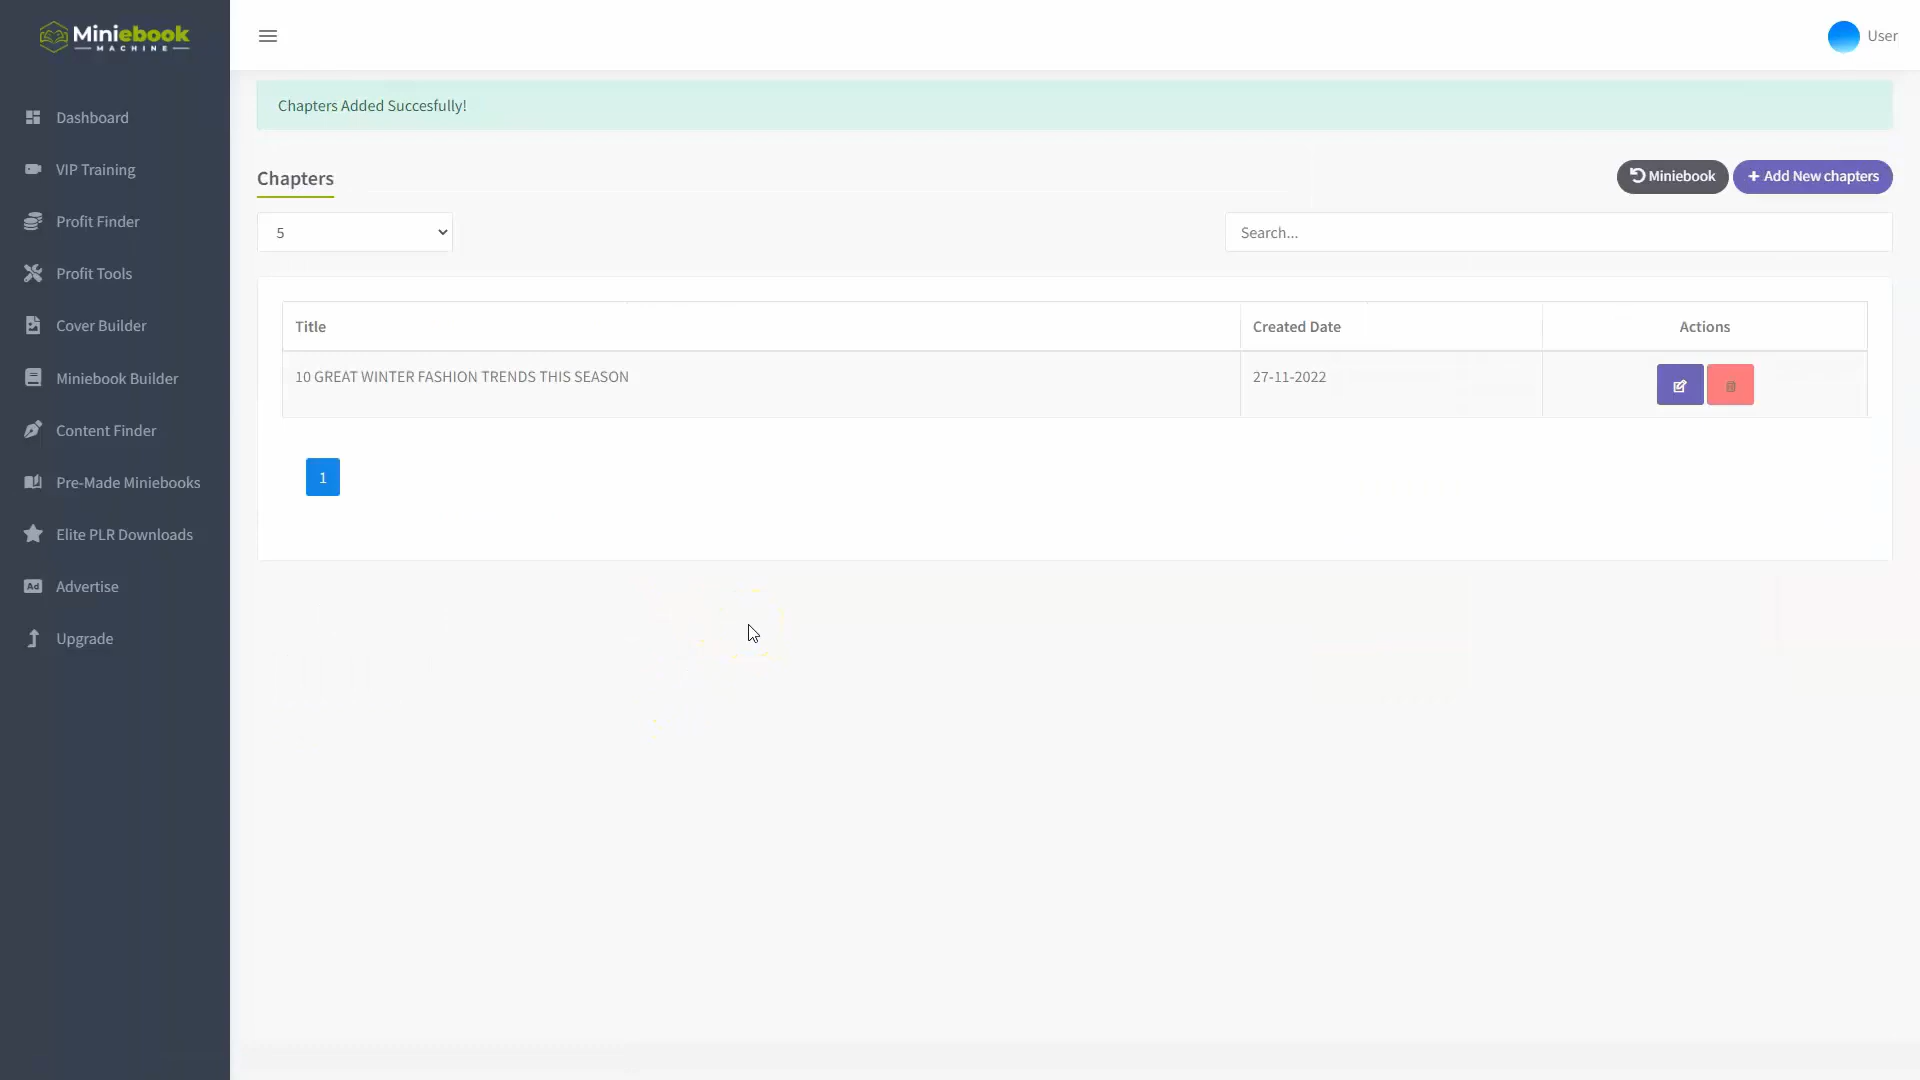 Miniebook
MACHINE
User
Dashboard
VIP Training
Profit Finder
Profit Tools
Cover Builder
Miniebook Builder
Content Finder
Pre-Made Miniebooks
Elite PLR Downloads
Ad Advertise
Upgrade
Chapters Added Succesfully!
Chapters
Miniebook
+ Add New chapters
5
Search...
Title Created Date Actions
10 GREAT WINTER FASHION TRENDS THIS SEASON 27-11-2022
1